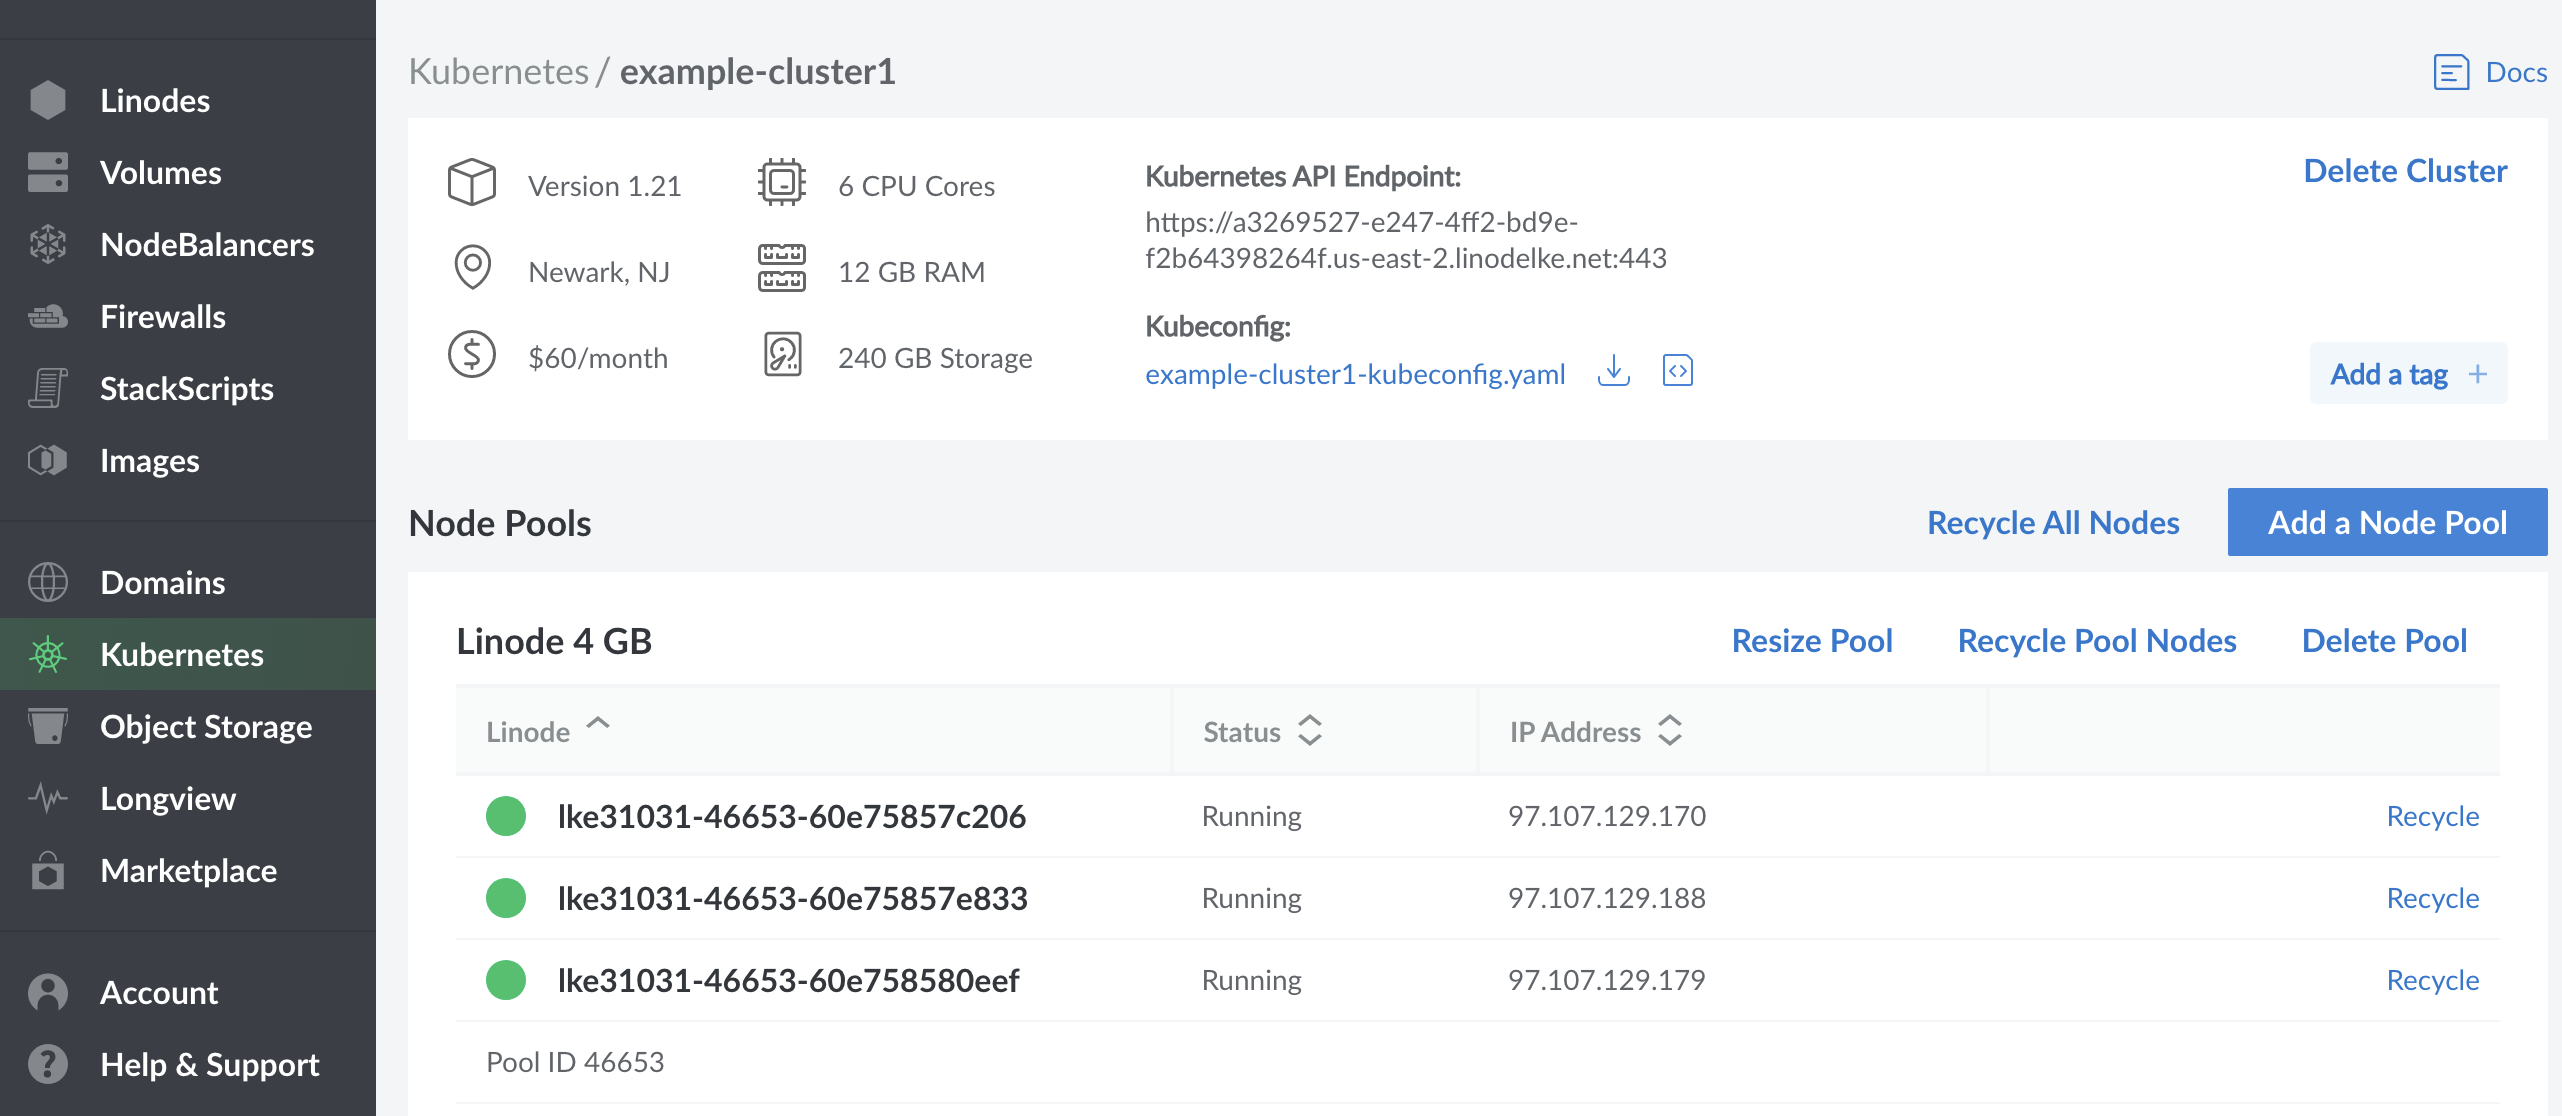 Linodes
Volumes
NodeBalancers
Firewalls
StackScripts
Images
Domains
Kubernetes
Object Storage
Longview
Marketplace
Account
Help & Support
Kubernetes / example-cluster1
Docs
Version 1.21
6 CPU Cores
Newark, NJ
12 GB RAM
$60/month
240 GB Storage
Kubernetes API Endpoint:
https://a3269527-e247-4ff2-bd9e-
f2b64398264f.us-east-2.linodelke.net:443
Kubeconfig:
example-cluster1-kubeconfig.yaml
Delete Cluster
Add a tag +
Node Pools
Recycle All Nodes
Add a Node Pool
Linode 4 GB
Resize Pool
Recycle Pool Nodes
Delete Pool
Linode Status IP Address
lke31031-46653-60e75857c206 Running 97.107.129.170 Recycle
lke31031-46653-60e75857e833 Running 97.107.129.188 Recycle
lke31031-46653-60e758580eef Running 97.107.129.179 Recycle
Pool ID 46653